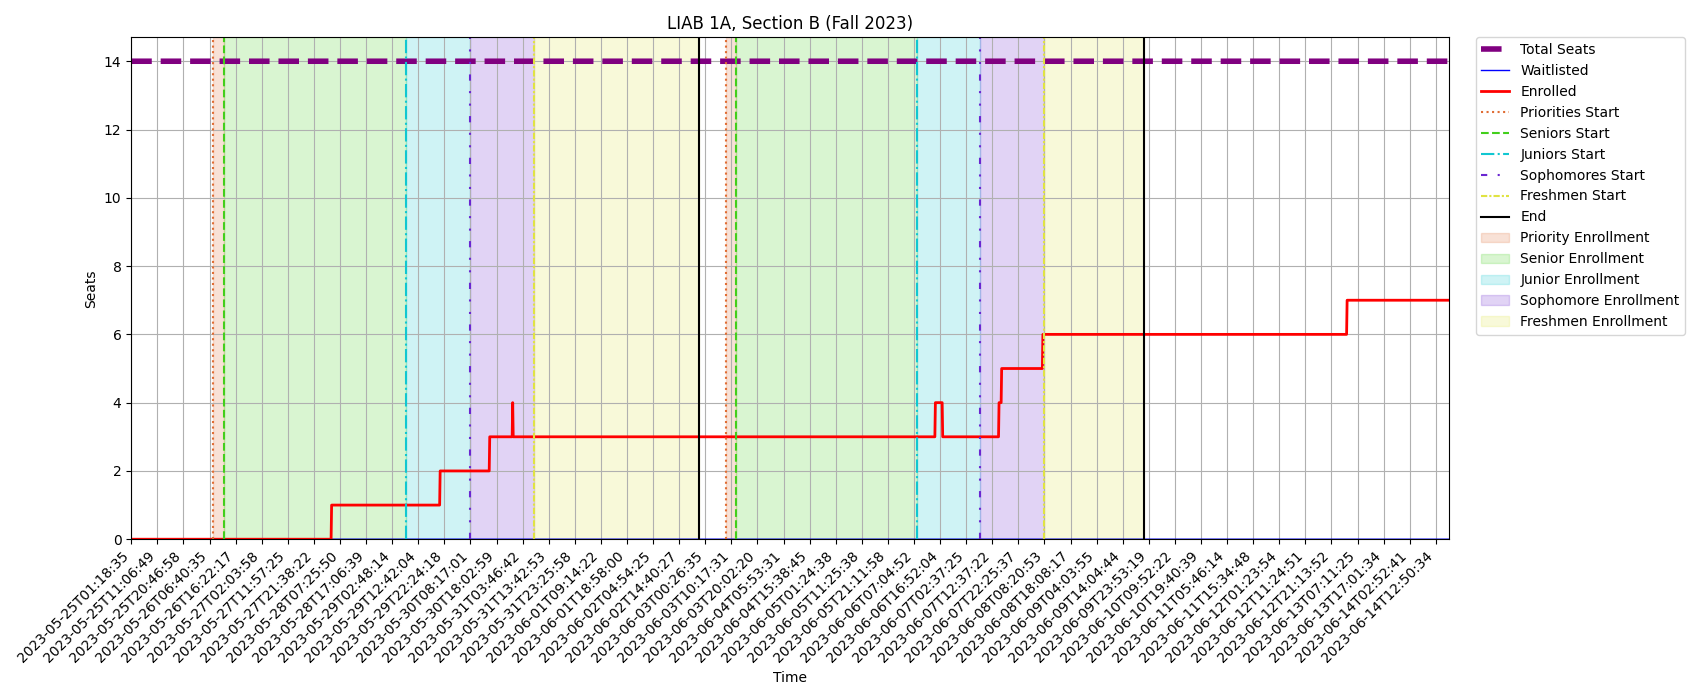 LIAB 1A, Section B (Fall 2023)
Seats
14
12
10
8
6
4
2
0
2023-05-25T01:18:35
2023-05-25T11:06:49
2023-05-25T20:46:58
2023-05-26T06:40:35
2023-05-26T16:22:17
2023-05-27T02:03:58
2023-05-27T11:57:25
2023-05-27T21:38:22
2023-05-28T07:25:50
2023-05-28T17:06:39
2023-05-29T02:48:14
2023-05-29T12:42:04
2023-05-29T22:24:18
2023-05-30T08:17:01
2023-05-30T18:02:59
2023-05-31T03:46:42
2023-05-31T13:42:53
2023-05-31T23:25:58
2023-06-01T09:14:22
2023-06-01T18:58:00
2023-06-02T04:54:25
2023-06-02T14:40:27
2023-06-03T00:26:35
2023-06-03T10:17:31
2023-06-03T20:02:20
2023-06-04T05:53:31
2023-06-04T15:38:45
2023-06-05T01:24:38
2023-06-05T11:25:38
2023-06-05T21:11:58
2023-06-06T07:04:52
2023-06-06T16:52:04
2023-06-07T02:37:25
2023-06-07T12:37:22
2023-06-07T22:25:37
2023-06-08T08:20:53
2023-06-08T18:08:17
2023-06-09T04:03:55
2023-06-09T14:04:44
2023-06-09T23:53:19
2023-06-10T09:52:22
2023-06-10T19:40:39
2023-06-11T05:46:14
2023-06-11T15:34:48
2023-06-12T01:23:54
2023-06-12T11:24:51
2023-06-12T21:13:52
2023-06-13T07:11:25
2023-06-13T17:01:34
2023-06-14T02:52:41
2023-06-14T12:50:34
Time
Total Seats
Waitlisted
Enrolled
Priorities Start
Seniors Start
Juniors Start
Sophomores Start
Freshmen Start
End
Priority Enrollment
Senior Enrollment
Junior Enrollment
Sophomore Enrollment
Freshmen Enrollment